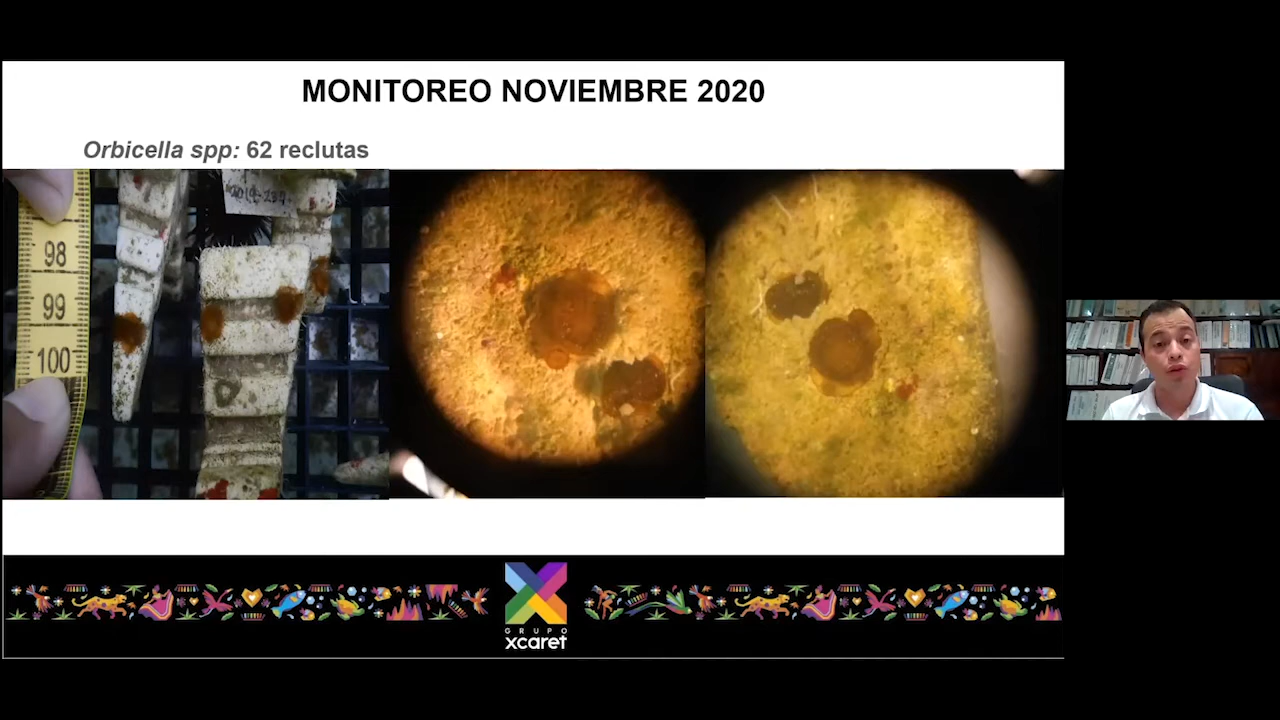 MONITOREO NOVIEMBRE 2020
Orbicella spp: 62 reclutas
98
99
100
GRUPO
xcaret